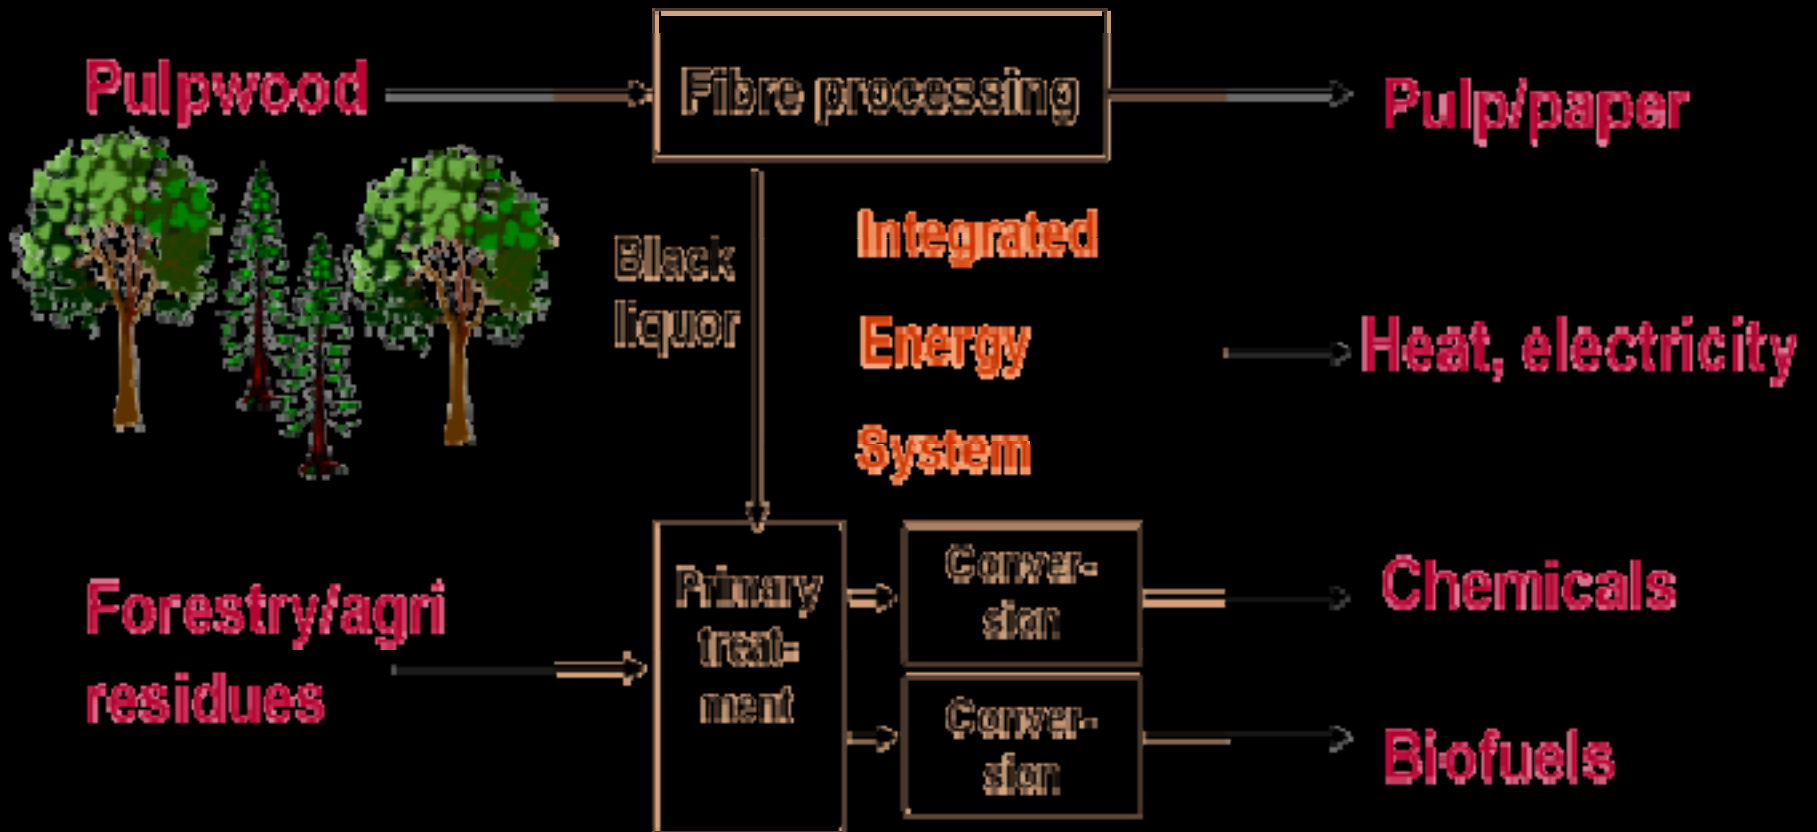 Pulpwood
Fibre processing
Pulp/paper
Black
liquor
Integrated
Energy
System
Heat, electricity
Forestry/agri
residues
Primary
treat-
ment
Conver-
sion
Conver-
sion
Chemicals
Biofuels